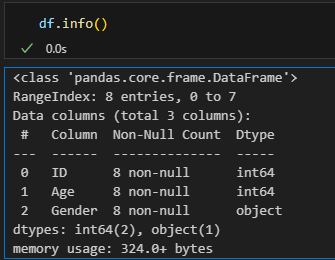 df.info()
✓ 0.0s
<class 'pandas.core.frame.DataFrame'>
RangeIndex: 8 entries, 0 to 7
Data columns (total 3 columns):
 #   Column  Non-Null Count  Dtype
---  ------  --------------  -----
 0   ID      8 non-null      int64
 1   Age     8 non-null      int64
 2   Gender  8 non-null      object
dtypes: int64(2), object(1)
memory usage: 324.0+ bytes